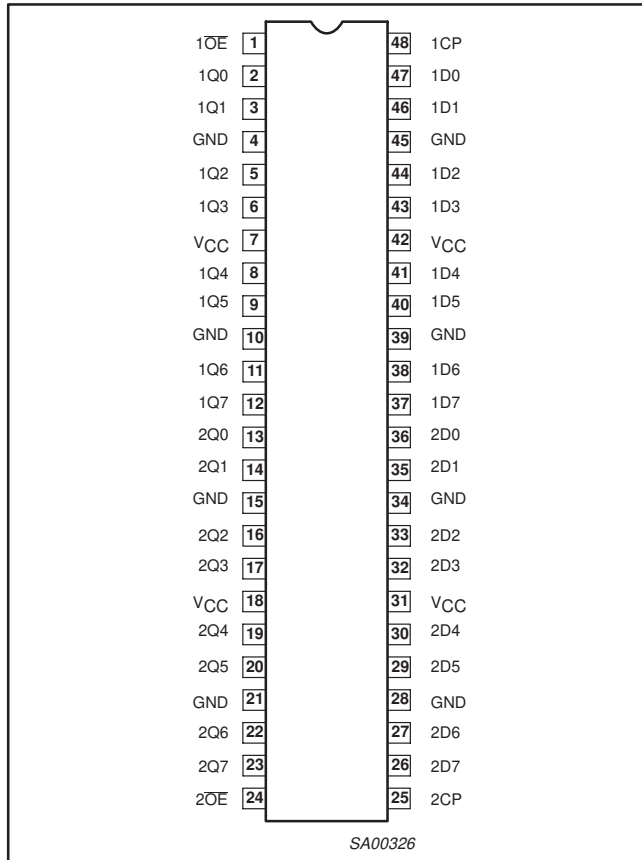 1O̅E̅ 1 48 1CP
1Q0 2 47 1D0
1Q1 3 46 1D1
GND 4 45 GND
1Q2 5 44 1D2
1Q3 6 43 1D3
VCC 7 42 VCC
1Q4 8 41 1D4
1Q5 9 40 1D5
GND 10 39 GND
1Q6 11 38 1D6
1Q7 12 37 1D7
2Q0 13 36 2D0
2Q1 14 35 2D1
GND 15 34 GND
2Q2 16 33 2D2
2Q3 17 32 2D3
VCC 18 31 VCC
2Q4 19 30 2D4
2Q5 20 29 2D5
GND 21 28 GND
2Q6 22 27 2D6
2Q7 23 26 2D7
2O̅E̅ 24 25 2CP
SA00326